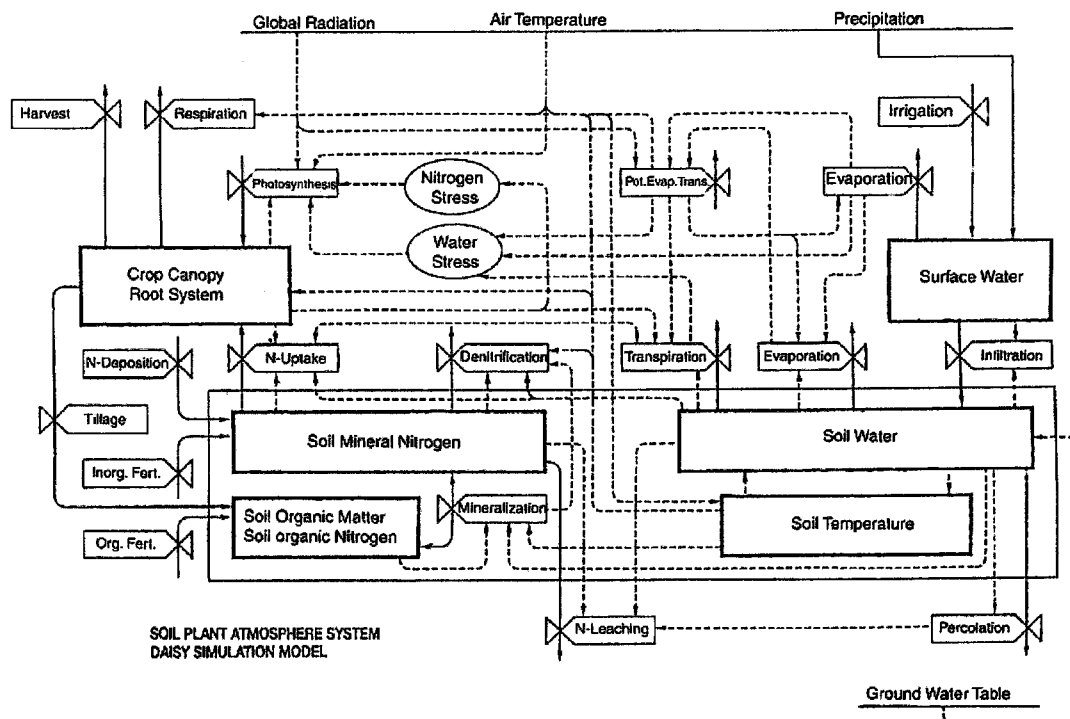 Global Radiation
Air Temperature
Precipitation
Harvest
Respiration
Irrigation
Photosynthesis
Nitrogen
Stress
Pot.Evap.Trans.
Evaporation
Water
Stress
Crop Canopy
Root System
Surface Water
N-Deposition
N-Uptake
Denitrification
Transpiration
Evaporation
Infiltration
Tillage
Soil Mineral Nitrogen
Soil Water
Inorg. Fert.
Mineralization
Soil Organic Matter
Soil organic Nitrogen
Soil Temperature
Org. Fert.
SOIL PLANT ATMOSPHERE SYSTEM
DAISY SIMULATION MODEL
N-Leaching
Percolation
Ground Water Table